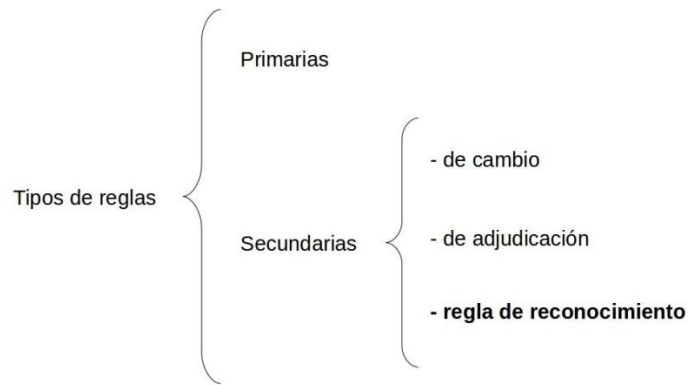 Primarias
- de cambio
Tipos de reglas
- de adjudicación
Secundarias
- regla de reconocimiento